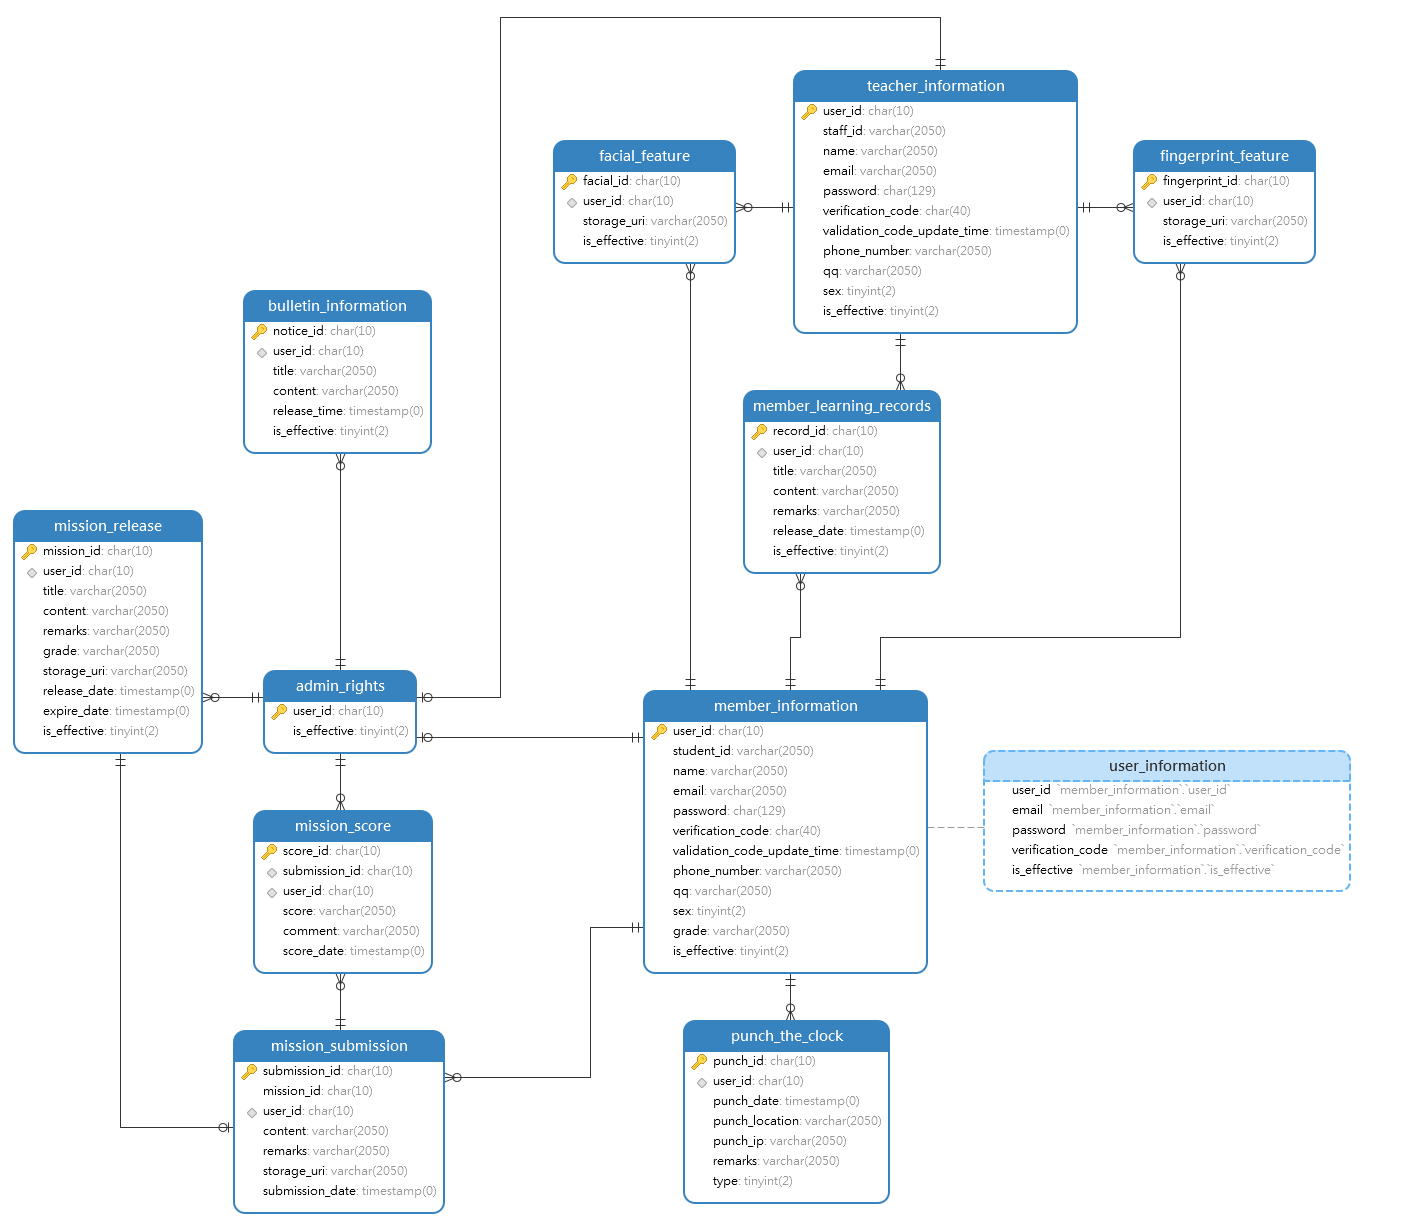 teacher_information
user_id: char(10)
staff_id: varchar(2050)
name: varchar(2050)
email: varchar(2050)
password: char(129)
verification_code: char(40)
validation_code_update_time: timestamp(0)
phone_number: varchar(2050)
qq: varchar(2050)
sex: tinyint(2)
is_effective: tinyint(2)
facial_feature
facial_id: char(10)
user_id: char(10)
storage_uri: varchar(2050)
is_effective: tinyint(2)
fingerprint_feature
fingerprint_id: char(10)
user_id: char(10)
storage_uri: varchar(2050)
is_effective: tinyint(2)
bulletin_information
notice_id: char(10)
user_id: char(10)
title: varchar(2050)
content: varchar(2050)
release_time: timestamp(0)
is_effective: tinyint(2)
member_learning_records
record_id: char(10)
user_id: char(10)
title: varchar(2050)
content: varchar(2050)
remarks: varchar(2050)
release_date: timestamp(0)
is_effective: tinyint(2)
mission_release
mission_id: char(10)
user_id: char(10)
title: varchar(2050)
content: varchar(2050)
remarks: varchar(2050)
grade: varchar(2050)
storage_uri: varchar(2050)
release_date: timestamp(0)
expire_date: timestamp(0)
is_effective: tinyint(2)
admin_rights
user_id: char(10)
is_effective: tinyint(2)
member_information
user_id: char(10)
student_id: varchar(2050)
name: varchar(2050)
email: varchar(2050)
password: char(129)
verification_code: char(40)
validation_code_update_time: timestamp(0)
phone_number: varchar(2050)
qq: varchar(2050)
sex: tinyint(2)
grade: varchar(2050)
is_effective: tinyint(2)
user_information
user_id `member_information`.`user_id`
email `member_information`.`email`
password `member_information`.`password`
verification_code `member_information`.`verification_code`
is_effective `member_information`.`is_effective`
mission_score
score_id: char(10)
submission_id: char(10)
user_id: char(10)
score: varchar(2050)
comment: varchar(2050)
score_date: timestamp(0)
mission_submission
submission_id: char(10)
mission_id: char(10)
user_id: char(10)
content: varchar(2050)
remarks: varchar(2050)
storage_uri: varchar(2050)
submission_date: timestamp(0)
punch_the_clock
punch_id: char(10)
user_id: char(10)
punch_date: timestamp(0)
punch_location: varchar(2050)
punch_ip: varchar(2050)
remarks: varchar(2050)
type: tinyint(2)